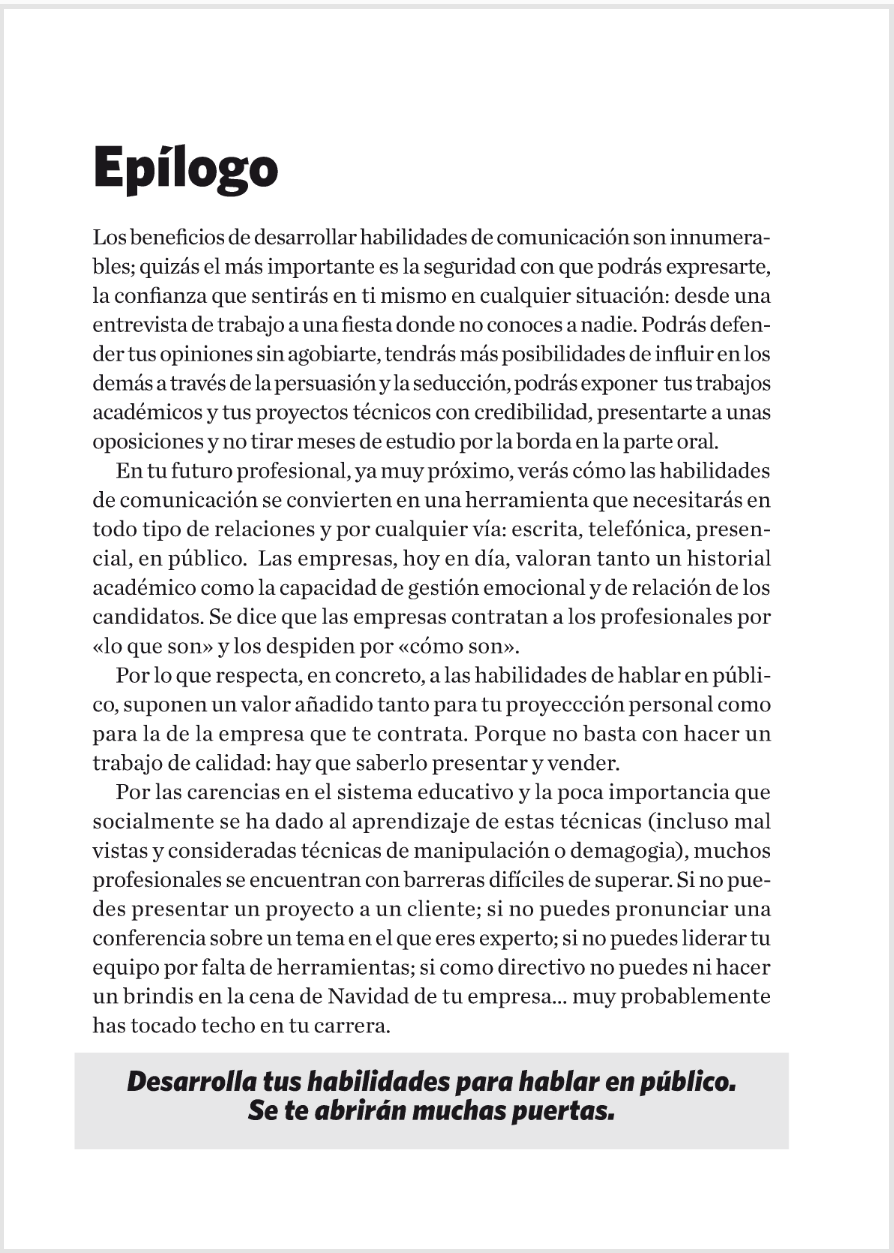 Epílogo
Los beneficios de desarrollar habilidades de comunicación son innumera-
bles; quizás el más importante es la seguridad con que podrás expresarte,
la confianza que sentirás en ti mismo en cualquier situación: desde una
entrevista de trabajo a una fiesta donde no conoces a nadie. Podrás defen-
der tus opiniones sin agobiarte, tendrás más posibilidades de influir en los
demás a través de la persuasión y la seducción, podrás exponer tus trabajos
académicos y tus proyectos técnicos con credibilidad, presentarte a unas
oposiciones y no tirar meses de estudio por la borda en la parte oral.
En tu futuro profesional, ya muy próximo, verás cómo las habilidades
de comunicación se convierten en una herramienta que necesitarás en
todo tipo de relaciones y por cualquier vía: escrita, telefónica, presen-
cial, en público. Las empresas, hoy en día, valoran tanto un historial
académico como la capacidad de gestión emocional y de relación de los
candidatos. Se dice que las empresas contratan a los profesionales por
«lo que son» y los despiden por «cómo son».
Por lo que respecta, en concreto, a las habilidades de hablar en públi-
co, suponen un valor añadido tanto para tu proyeccción personal como
para la de la empresa que te contrata. Porque no basta con hacer un
trabajo de calidad: hay que saberlo presentar y vender.
Por las carencias en el sistema educativo y la poca importancia que
socialmente se ha dado al aprendizaje de estas técnicas (incluso mal
vistas y consideradas técnicas de manipulación o demagogia), muchos
profesionales se encuentran con barreras difíciles de superar. Si no pue-
des presentar un proyecto a un cliente; si no puedes pronunciar una
conferencia sobre un tema en el que eres experto; si no puedes liderar tu
equipo por falta de herramientas; si como directivo no puedes ni hacer
un brindis en la cena de Navidad de tu empresa... muy probablemente
has tocado techo en tu carrera.
Desarrolla tus habilidades para hablar en público.
Se te abrirán muchas puertas.